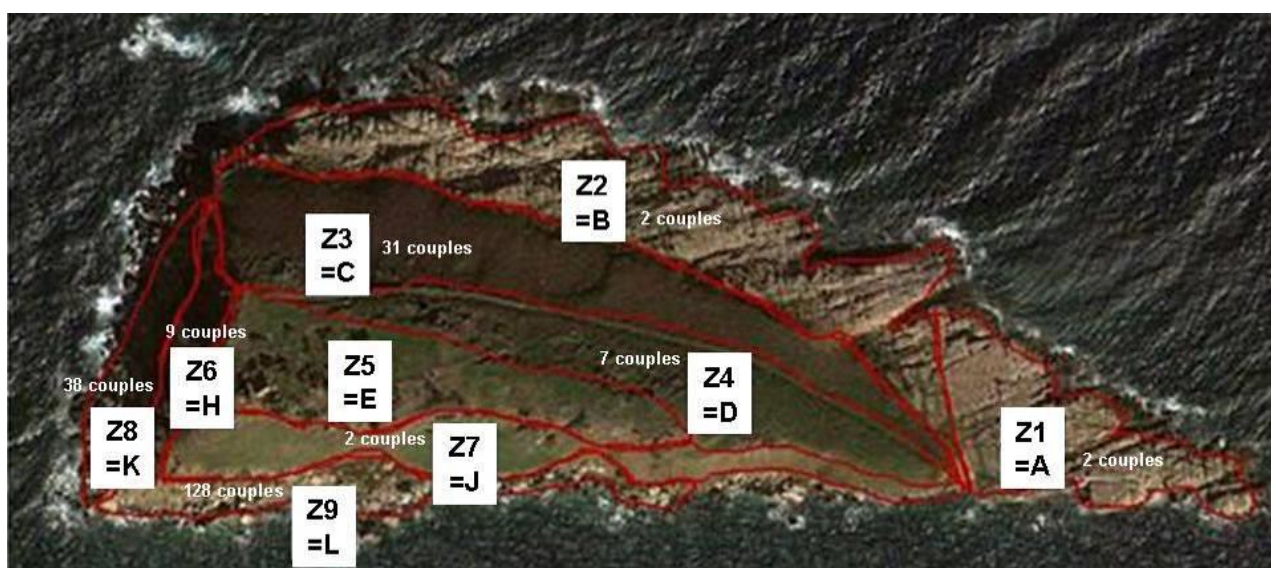 Z2
=B
2 couples
Z3
=C
31 couples
9 couples
Z6
=H
38 couples
Z8
=K
Z5
=E
7 couples
Z4
=D
2 couples
Z7
=J
Z1
=A
2 couples
128 couples
Z9
=L